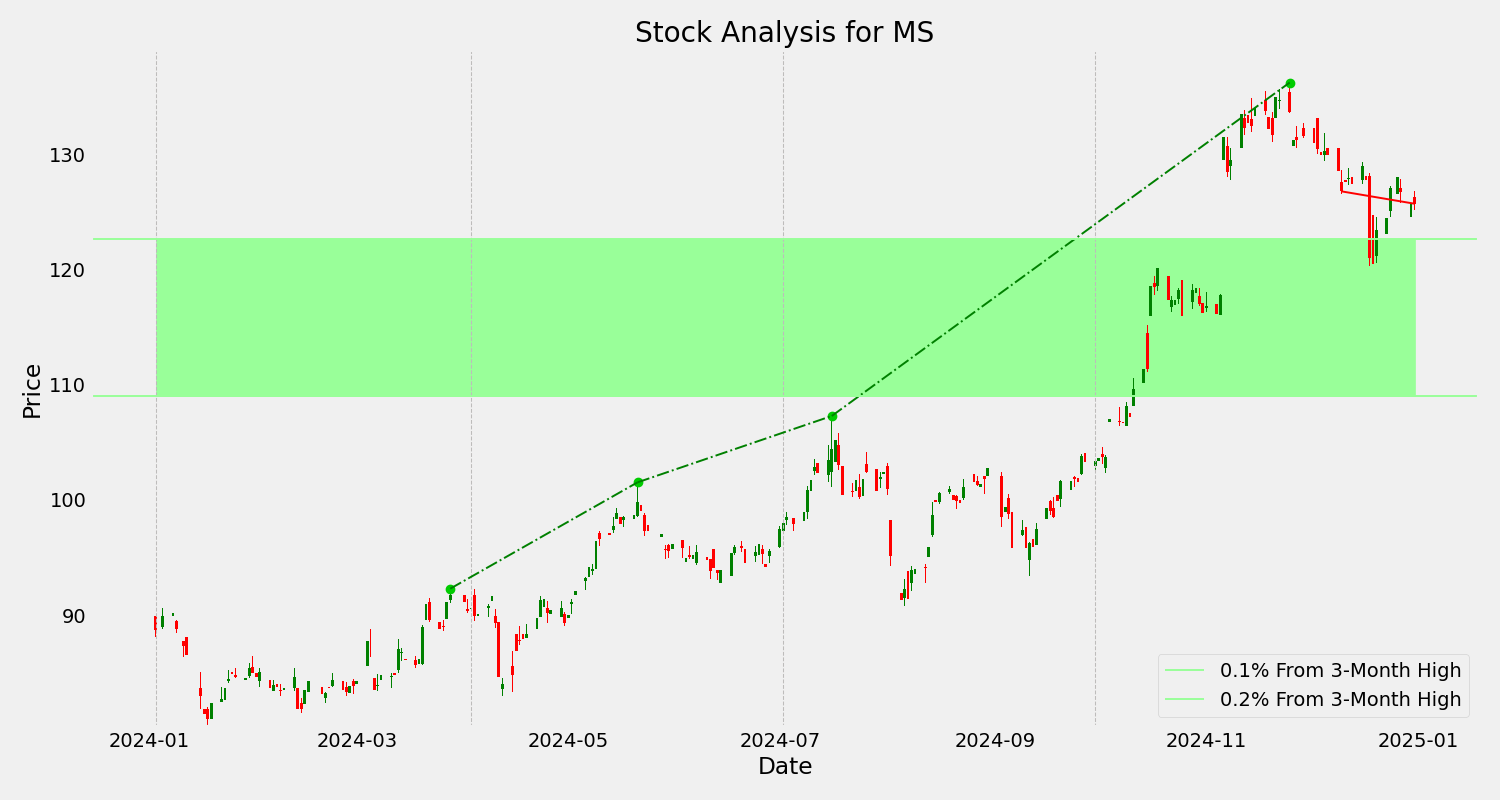 Stock Analysis for MS
Price
130
120
110
100
90
0.1% From 3-Month High
0.2% From 3-Month High
2024-01
2024-03
2024-05
2024-07
2024-09
2024-11
2025-01
Date